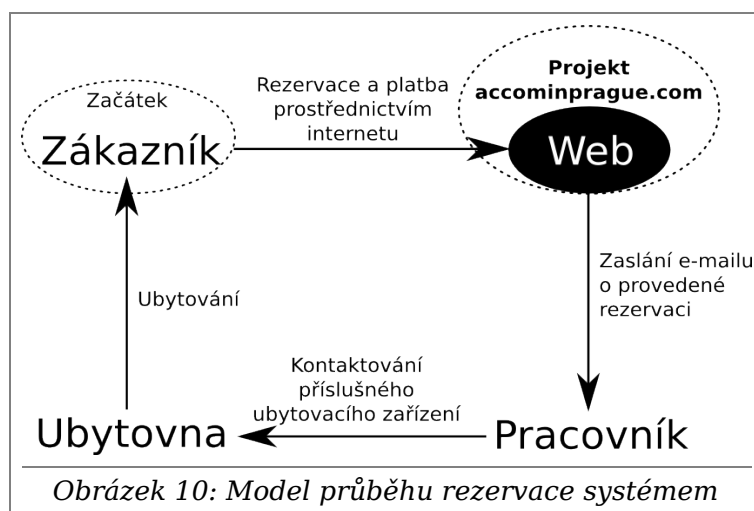 Začátek
Zákazník
Rezervace a platba
prostřednictvím
internetu
Projekt
accominprague.com
Web
Zaslání e-mailu
o provedené
rezervaci
Ubytování
Kontaktování
příslušného
ubytovacího zařízení
Ubytovna
Pracovník
Obrázek 10: Model průběhu rezervace systémem